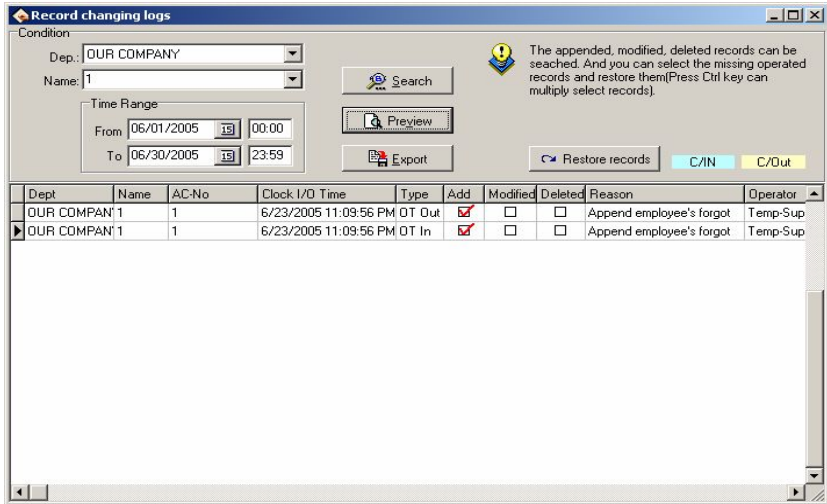 Record changing logs
Condition
Dep.: OUR COMPANY
Name: 1
Time Range
From 06/01/2005 15 00:00
To 06/30/2005 15 23:59
Search
Preview
Export
The appended, modified, deleted records can be
seached. And you can select the missing operated
records and restore them(Press Ctrl key can
multiply select records).
Restore records C/IN C/Out
Dept Name AC-No Clock I/O Time Type Add Modified Deleted Reason Operator
OUR COMPAN 1 1 6/23/2005 11:09:56 PM OT Out Append employee's forgot Temp-Sup
OUR COMPAN 1 1 6/23/2005 11:09:56 PM OT In Append employee's forgot Temp-Sup